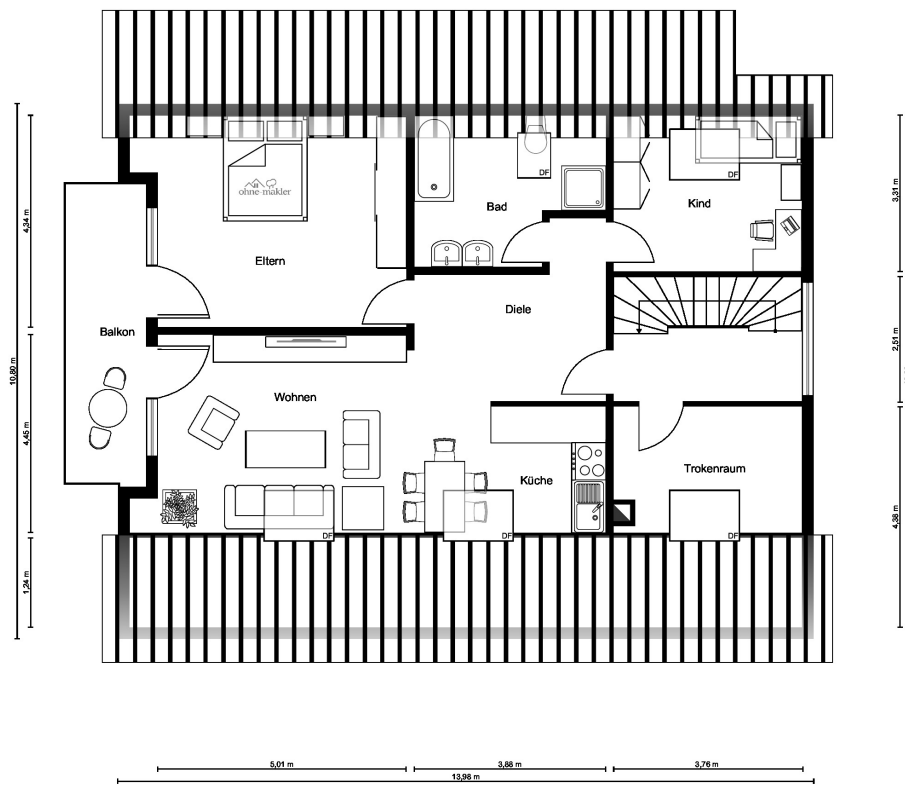 DF
ohne-makler
Bad
DF
Kind
Eltern
Diele
Balkon
Wohnen
Küche
Trokenraum
DF
DF
DF
4,34 m
10,80 m
4,45 m
1,24 m
3,31 m
2,51 m
4,38 m
5,01 m
3,88 m
3,76 m
13,98 m